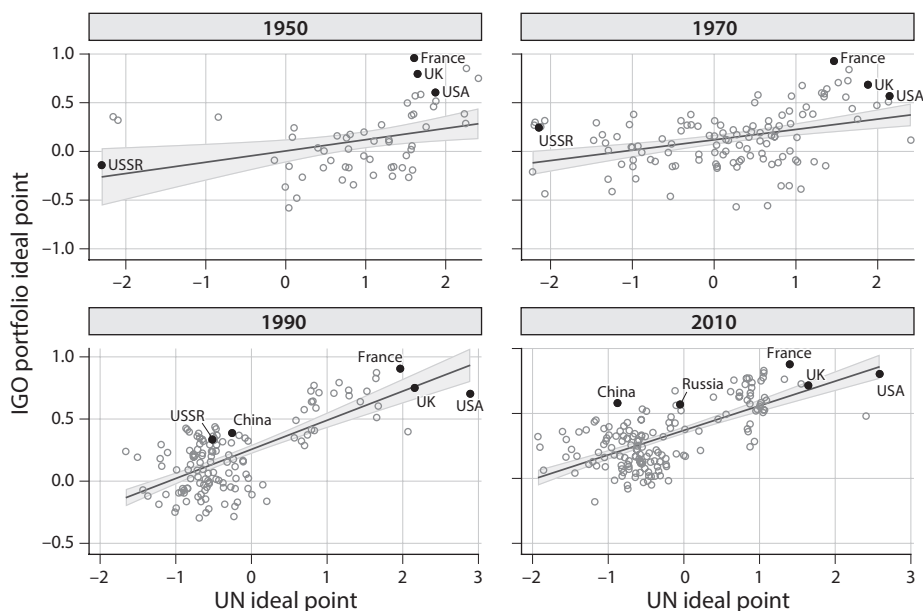 1950
1970
IGO portfolio ideal point
1.0
0.5
0.0
−0.5
−1.0
France
UK
USA
USSR
−2
−1
0
1
2
France
UK
USA
USSR
−2
−1
0
1
2
1990
2010
1.0
0.5
0.0
−0.5
France
UK
USA
USSR
China
−2
−1
0
1
2
3
France
UK
USA
China
Russia
−2
−1
0
1
2
3
UN ideal point
UN ideal point